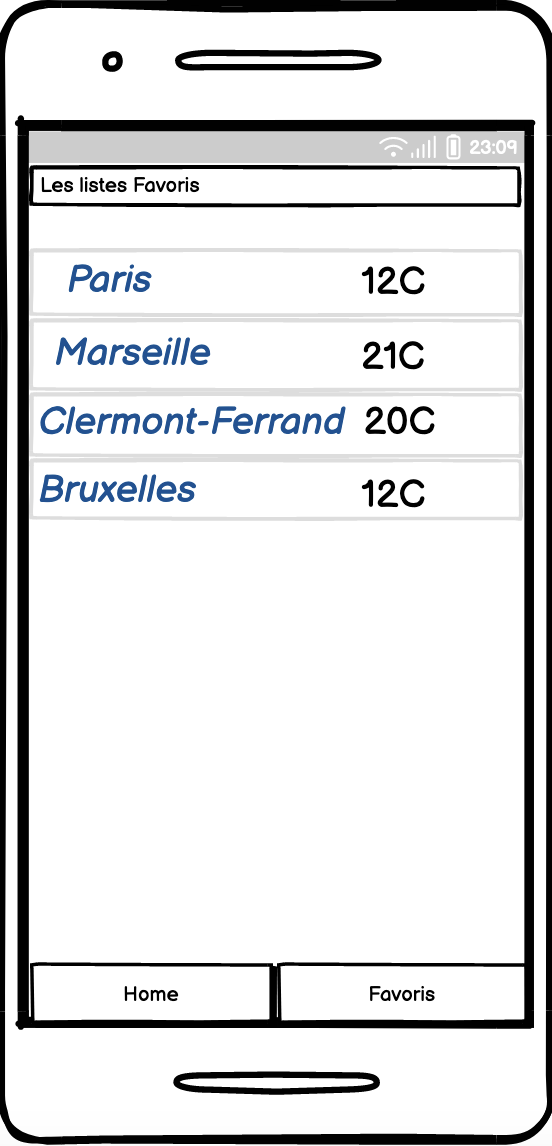 23:09
Les listes Favoris
Paris 12C
Marseille 21C
Clermont-Ferrand 20C
Bruxelles 12C
Home Favoris